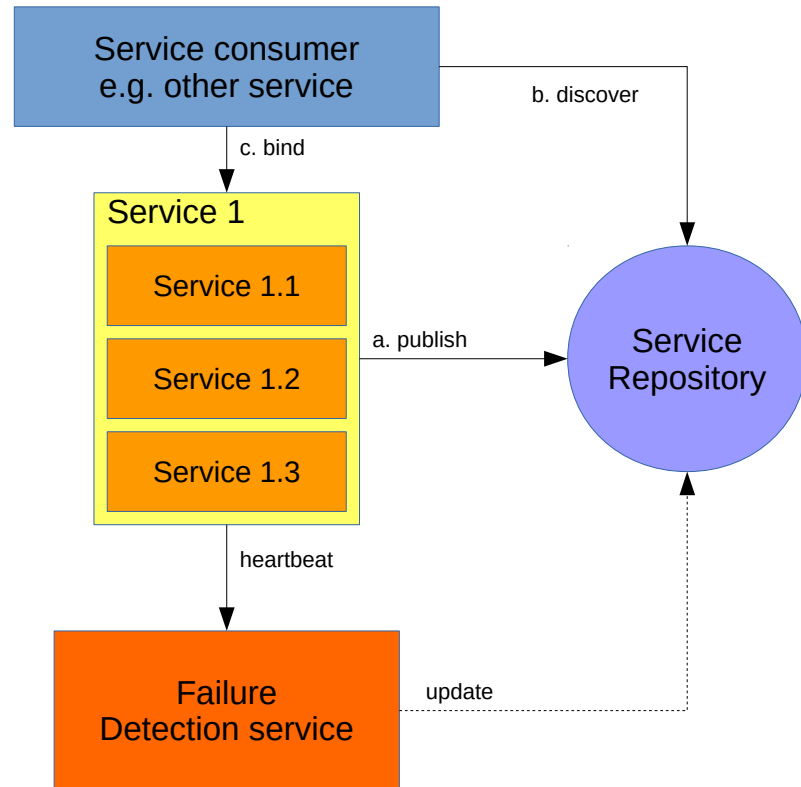 Service consumer
e.g. other service
b. discover
c. bind
Service 1
Service 1.1
a. publish
Service 1.2
Service 1.3
Service
Repository
heartbeat
Failure
Detection service
update